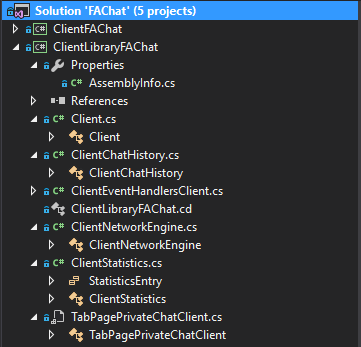 Solution 'FAChat' (5 projects)
C# ClientFAChat
C# ClientLibraryFAChat
Properties
C# AssemblyInfo.cs
References
C# Client.cs
Client
C# ClientChatHistory.cs
ClientChatHistory
C# ClientEventHandlersClient.cs
ClientLibraryFAChat.cd
C# ClientNetworkEngine.cs
ClientNetworkEngine
C# ClientStatistics.cs
StatisticsEntry
ClientStatistics
TabPagePrivateChatClient.cs
TabPagePrivateChatClient